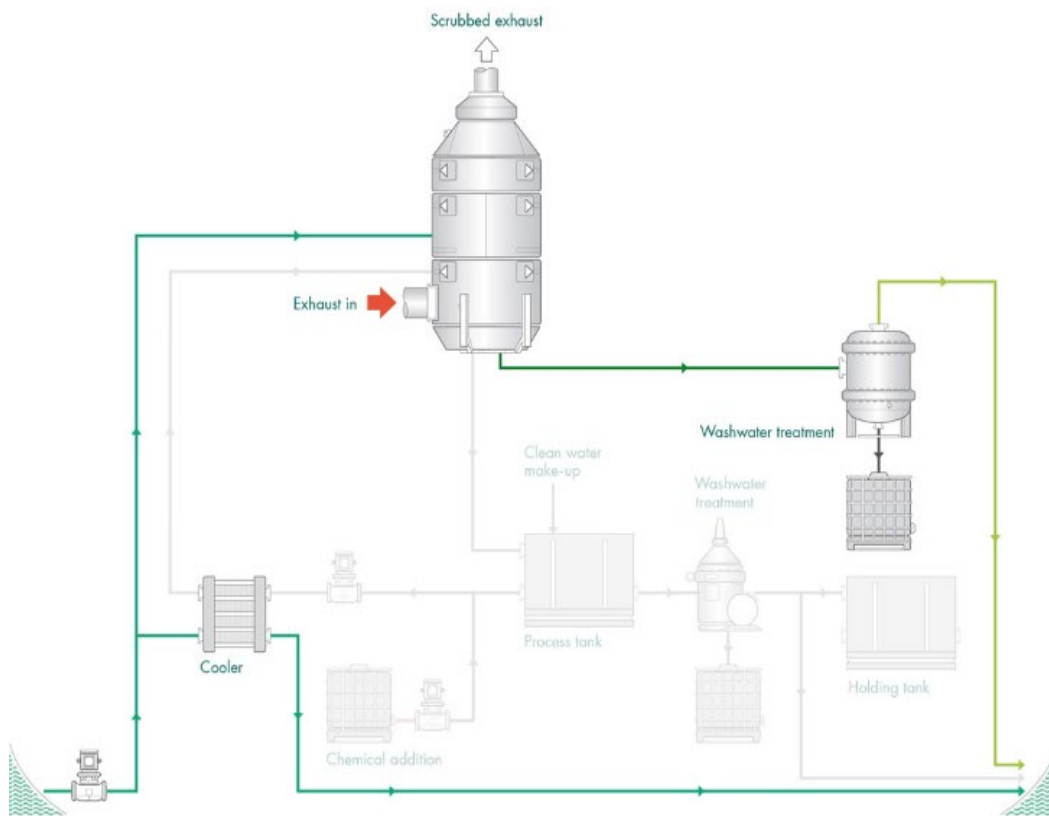 Scrubbed exhaust
Exhaust in
Washwater treatment
Clean water
make-up
Washwater
treatment
Process tank
Cooler
Holding tank
Chemical addition